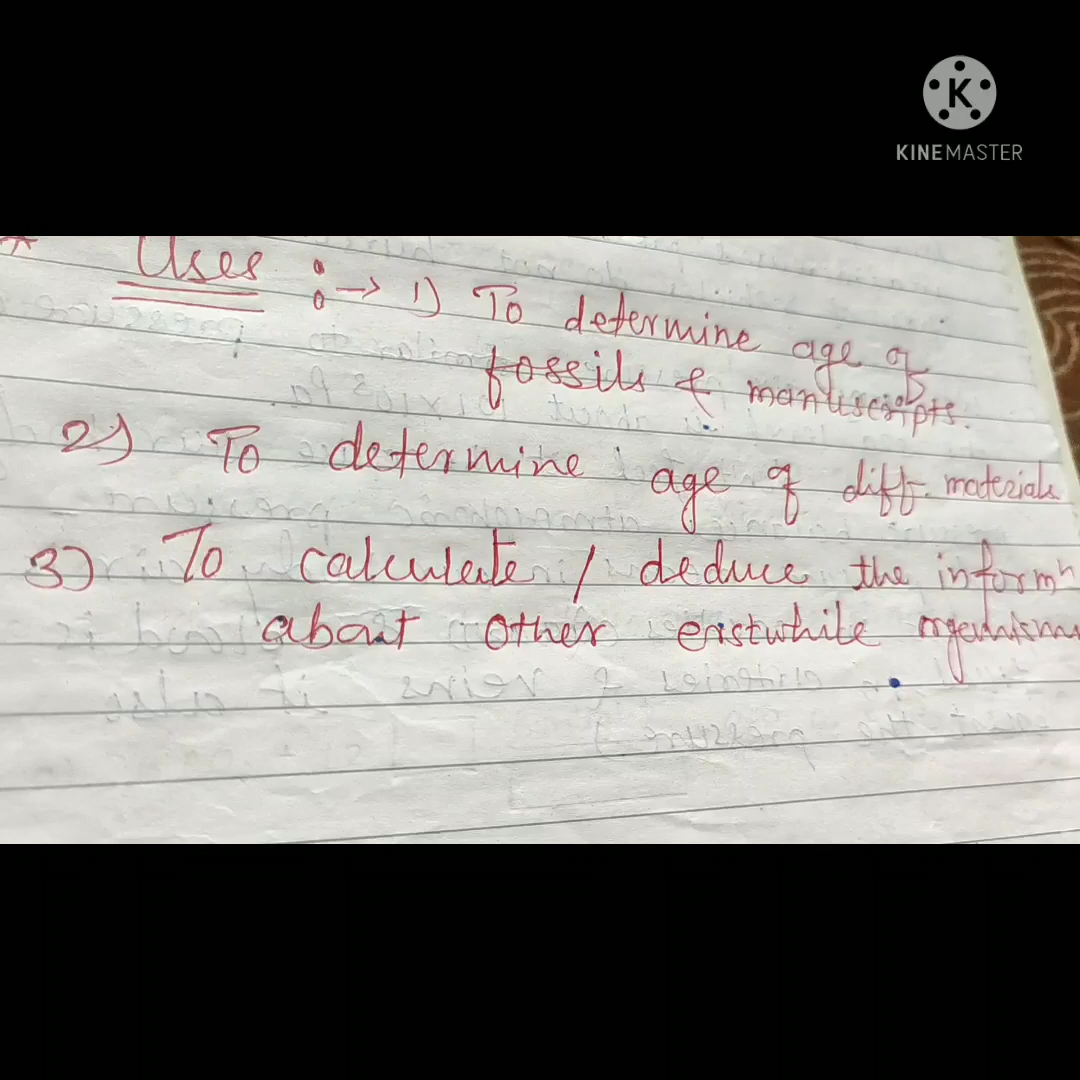 K
KINEMASTER
Uses :→ 1) To determine age of
fossils & manuscripts.
2) To determine age of diff. materials
3) To calculate / deduce the informⁿ
about other erstwhile organisms